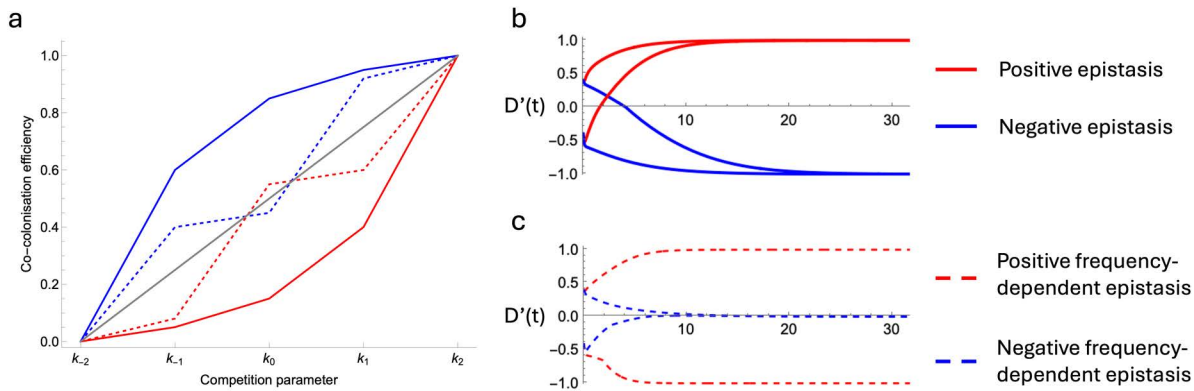 a
1.0
0.8
0.6
0.4
0.2
0.0
Co-colonisation efficiency
k₋₂ k₋₁ k₀ k₁ k₂
Competition parameter
b
1.0
0.5
D'(t) 0.0
10 20 30
-0.5
-1.0
Positive epistasis
Negative epistasis
c
1.0
0.5
D'(t) 0.0
10 20 30
-0.5
-1.0
Positive frequency-
dependent epistasis
Negative frequency-
dependent epistasis